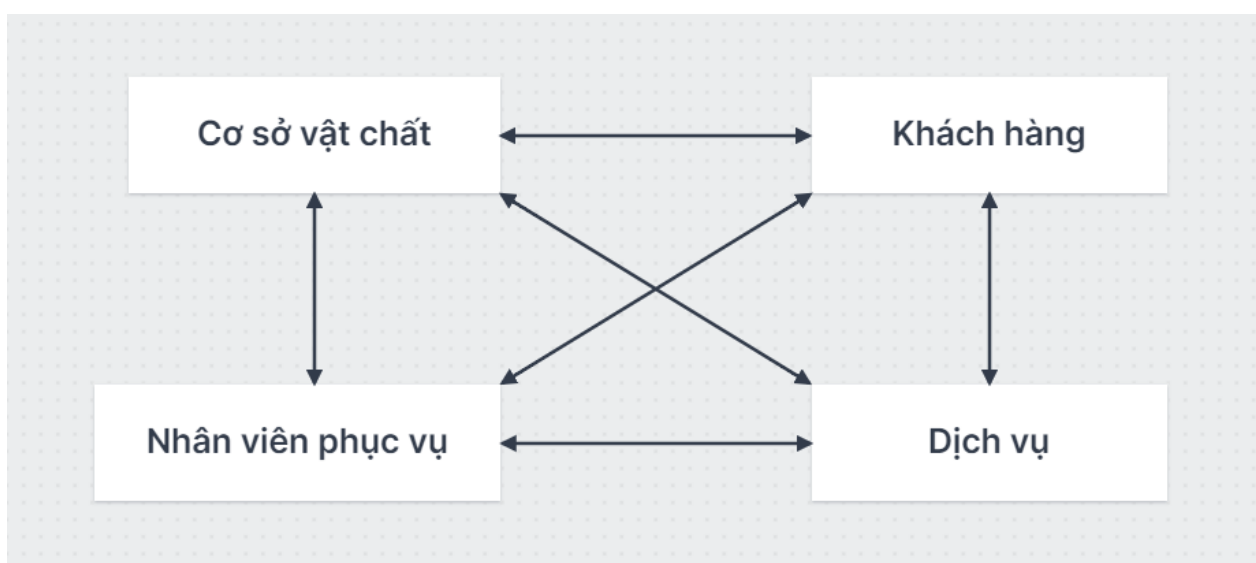 Cơ sở vật chất
Khách hàng
Nhân viên phục vụ
Dịch vụ